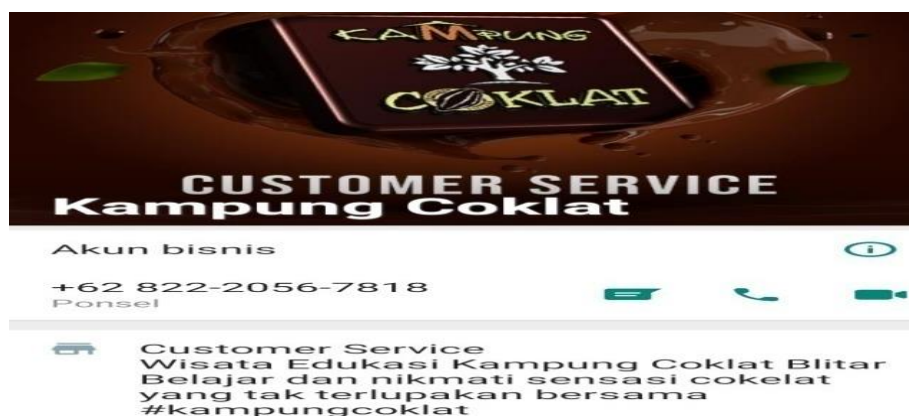 KAMPUNG
COKLAT
CUSTOMER SERVICE
Kampung Coklat
Akun bisnis
+62 822-2056-7818
Ponsel
Customer Service
Wisata Edukasi Kampung Coklat Blitar
Belajar dan nikmati sensasi cokelat
yang tak terlupakan bersama
#kampungcoklat